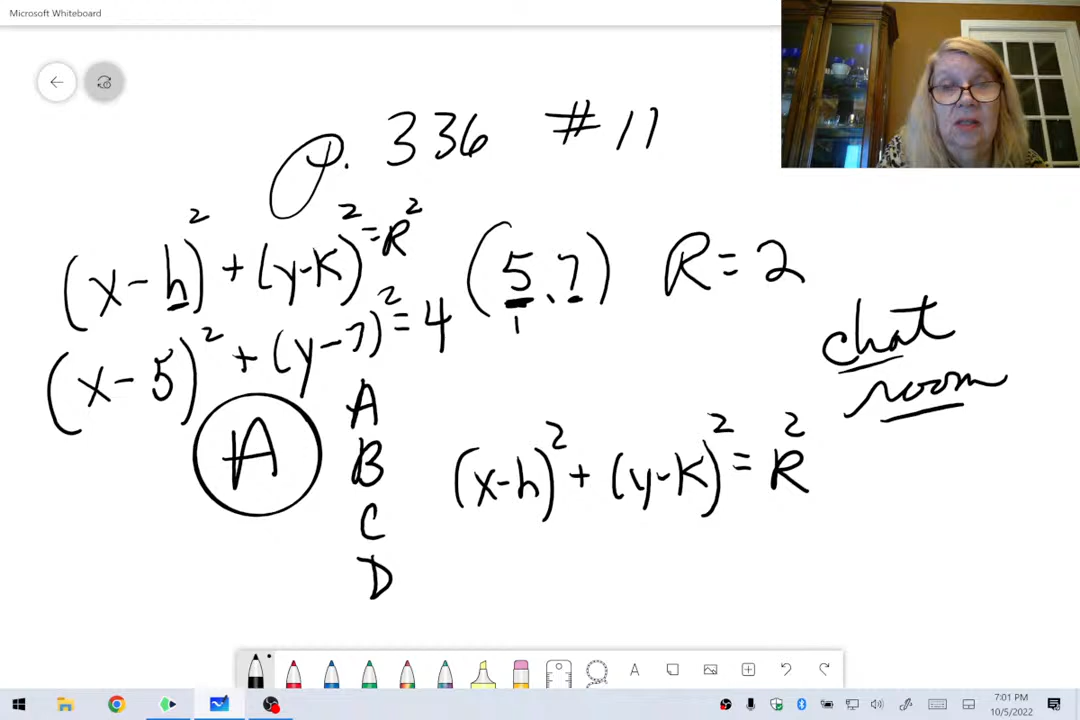 Microsoft Whiteboard
P. 336 #11
(x-h)²+(y-k)²=R² (5,7) R=2
(x-5)²+(y-7)²=4
chat
room
A
A
B
(x-h)²+(y-k)²=R²
C
D
A
7:01 PM
10/5/2022